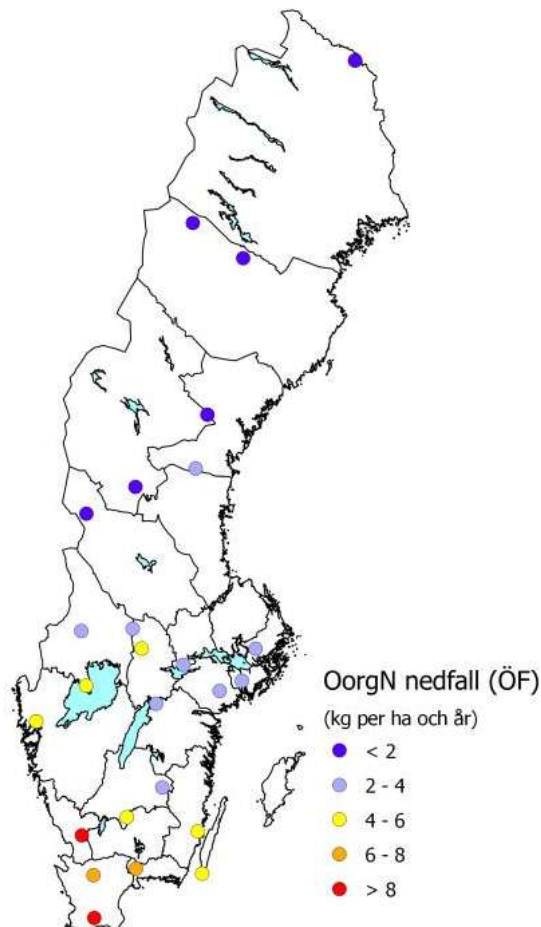 OorgN nedfall (ÖF)
(kg per ha och år)
< 2
2 - 4
4 - 6
6 - 8
> 8